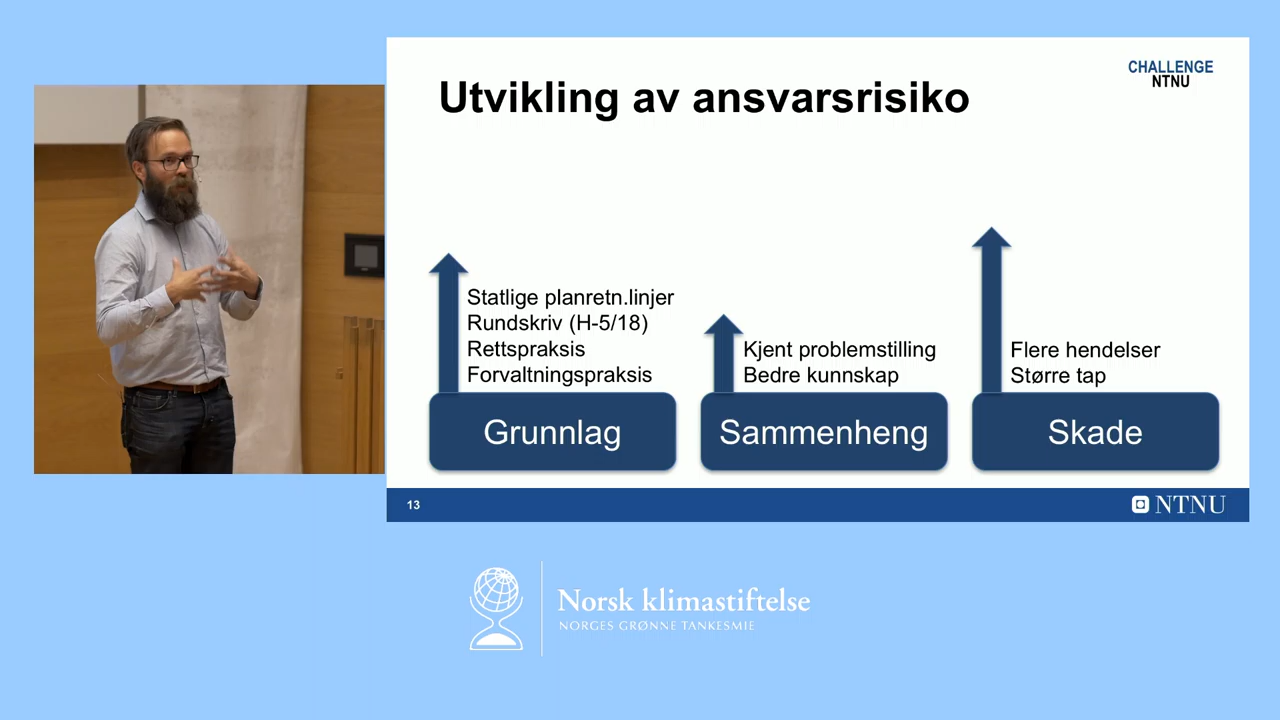 CHALLENGE
NTNU
Utvikling av ansvarsrisiko
Statlige planretn.linjer
Rundskriv (H-5/18)
Rettspraksis
Forvaltningspraksis
Grunnlag
Kjent problemstilling
Bedre kunnskap
Sammenheng
Flere hendelser
Større tap
Skade
13
NTNU
Norsk klimastiftelse
NORGES GRØNNE TANKESMIE